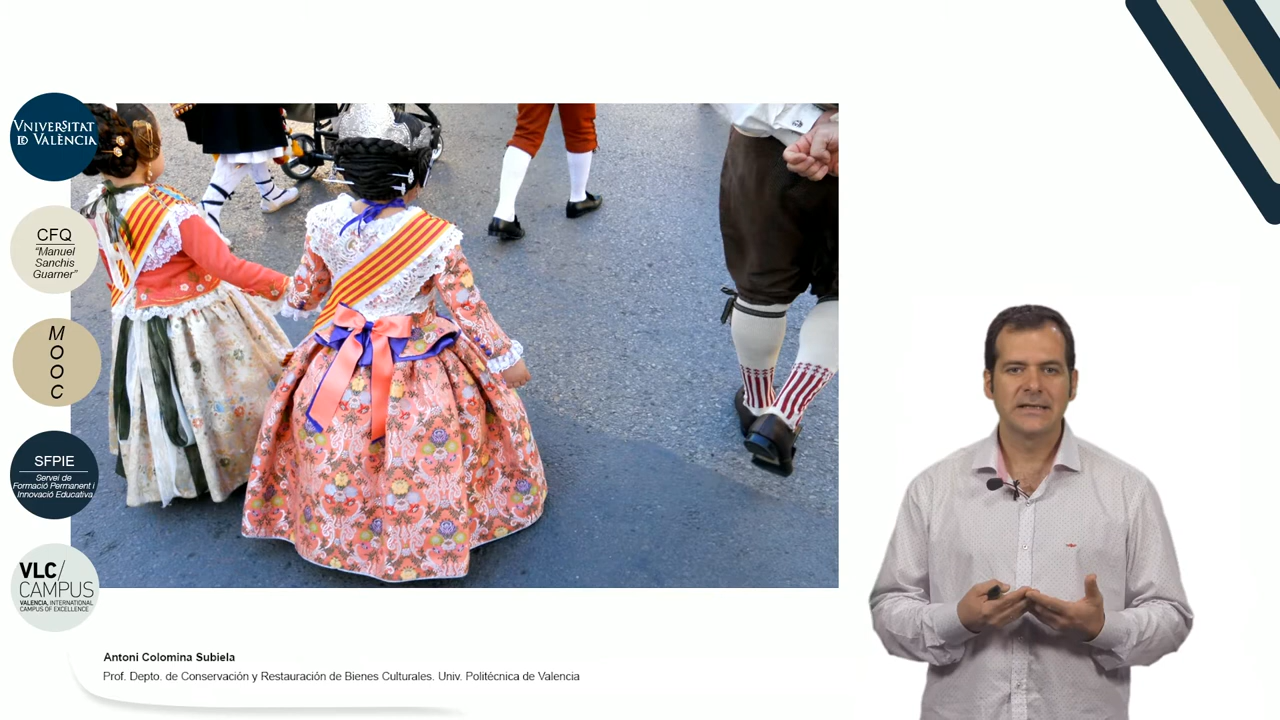 VNIVERSITAT
ID VALÈNCIA
CFQ
“Manuel
Sanchis
Guarner”
M
O
O
C
SFPIE
Servei de
Formació Permanent i
Innovació Educativa
VLC/
CAMPUS
VALENCIA, INTERNATIONAL
CAMPUS OF EXCELLENCE
Antoni Colomina Subiela
Prof. Depto. de Conservación y Restauración de Bienes Culturales. Univ. Politécnica de Valencia